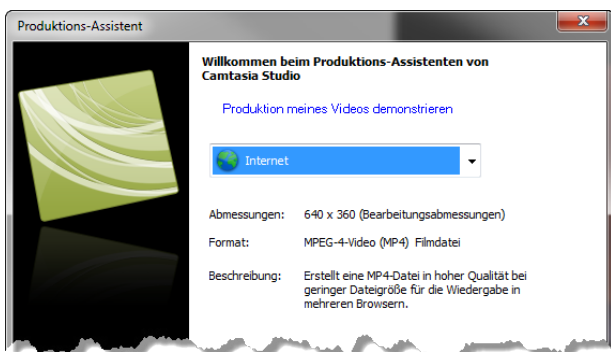 Produktions-Assistent
Willkommen beim Produktions-Assistenten von
Camtasia Studio
Produktion meines Videos demonstrieren
Internet
Abmessungen: 640 x 360 (Bearbeitungsabmessungen)
Format: MPEG-4-Video (MP4) Filmdatei
Beschreibung: Erstellt eine MP4-Datei in hoher Qualität bei
geringer Dateigröße für die Wiedergabe in
mehreren Browsern.